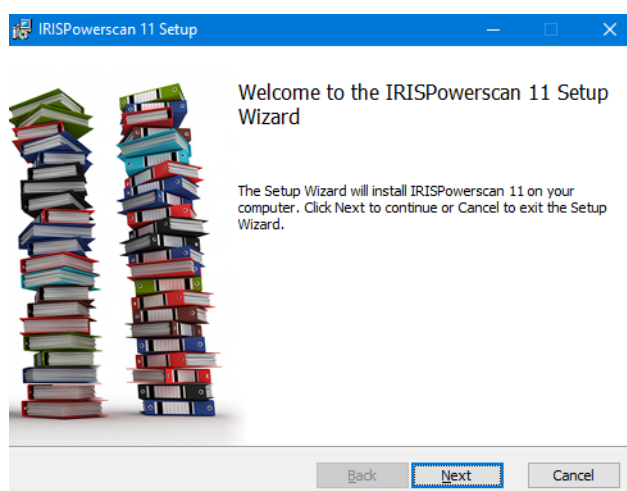 IRISPowerscan 11 Setup
Welcome to the IRISPowerscan 11 Setup
Wizard
The Setup Wizard will install IRISPowerscan 11 on your
computer. Click Next to continue or Cancel to exit the Setup
Wizard.
Back Next Cancel